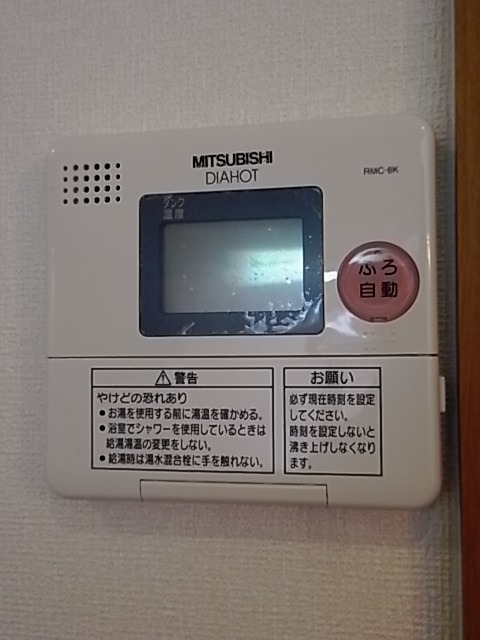 MITSUBISHI
DIAHOT
RMC-8K
タンク
温度
ふろ
自動
⚠警告
やけどの恐れあり
●お湯を使用する前に湯温を確かめる。
●浴室でシャワーを使用しているときは
給湯湯温の変更をしない。
●給湯時は湯水混合栓に手を触れない。
お願い
必ず現在時刻を設定
してください。
時刻を設定しないと
沸き上げしなくなり
ます。